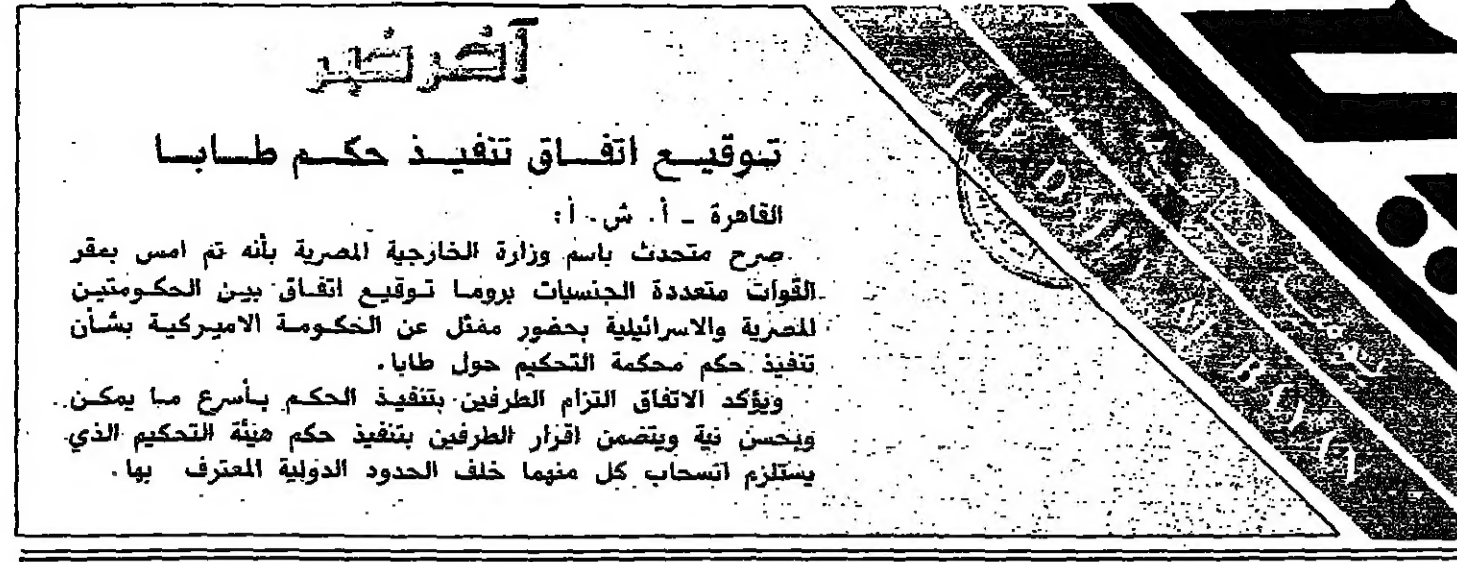 آخر خبر
توقيع اتفاق تنفيذ حكم طابا
القاهرة ـ أ. ش. أ:
صرح متحدث باسم وزارة الخارجية المصرية بأنه تم امس بمقر
القوات متعددة الجنسيات بروما توقيع اتفاق بين الحكومتين
المصرية والاسرائيلية بحضور ممثل عن الحكومة الاميركية بشأن
تنفيذ حكم محكمة التحكيم حول طابا.
ويؤكد الاتفاق التزام الطرفين بتنفيذ الحكم بأسرع ما يمكن
وبحسن نية ويتضمن اقرار الطرفين بتنفيذ حكم هيئة التحكيم الذي
يستلزم انسحاب كل منهما خلف الحدود الدولية المعترف بها.